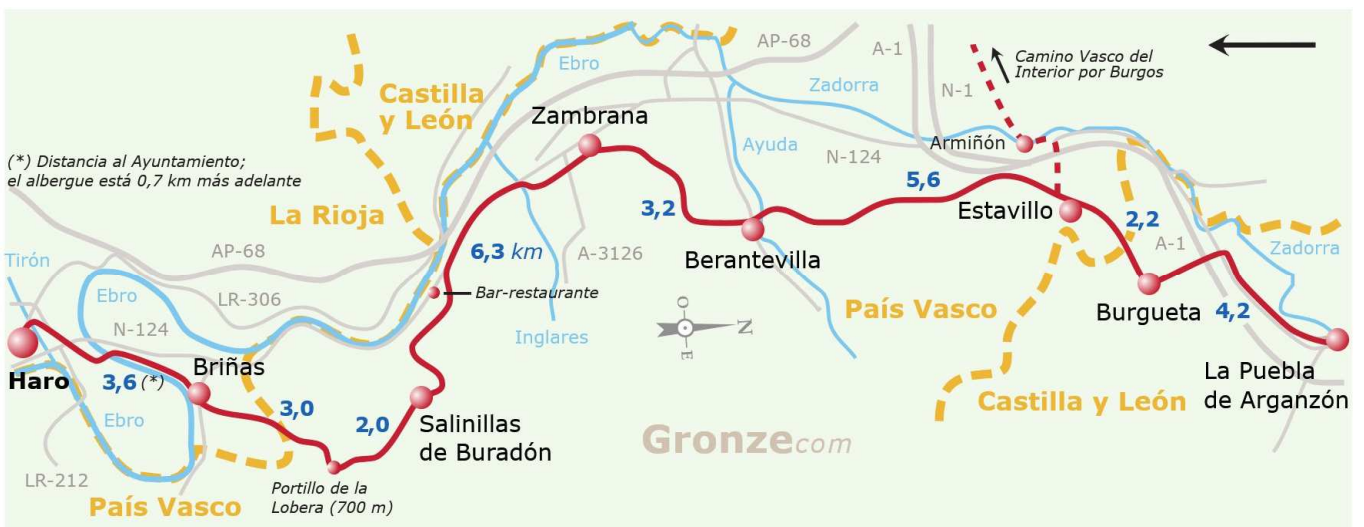 AP-68
A-1
Camino Vasco del
Interior por Burgos
Ebro
Castilla
y León
Zadorra
N-1
Zambrana
Armiñón
Ayuda
N-124
(*) Distancia al Ayuntamiento;
el albergue está 0,7 km más adelante
5,6
3,2
La Rioja
Estavillo
2,2
6,3 km
A-3126
Berantevilla
A-1
Zadorra
AP-68
Tirón
Ebro
LR-306
Bar-restaurante
O
N
E
País Vasco
Burgueta
4,2
N-124
Inglares
Briñas
Haro
3,6 (*)
La Puebla
de Arganzón
Castilla y León
3,0
2,0
Ebro
Salinillas
de Buradón
Gronze.com
LR-212
País Vasco
Portillo de la
Lobera (700 m)